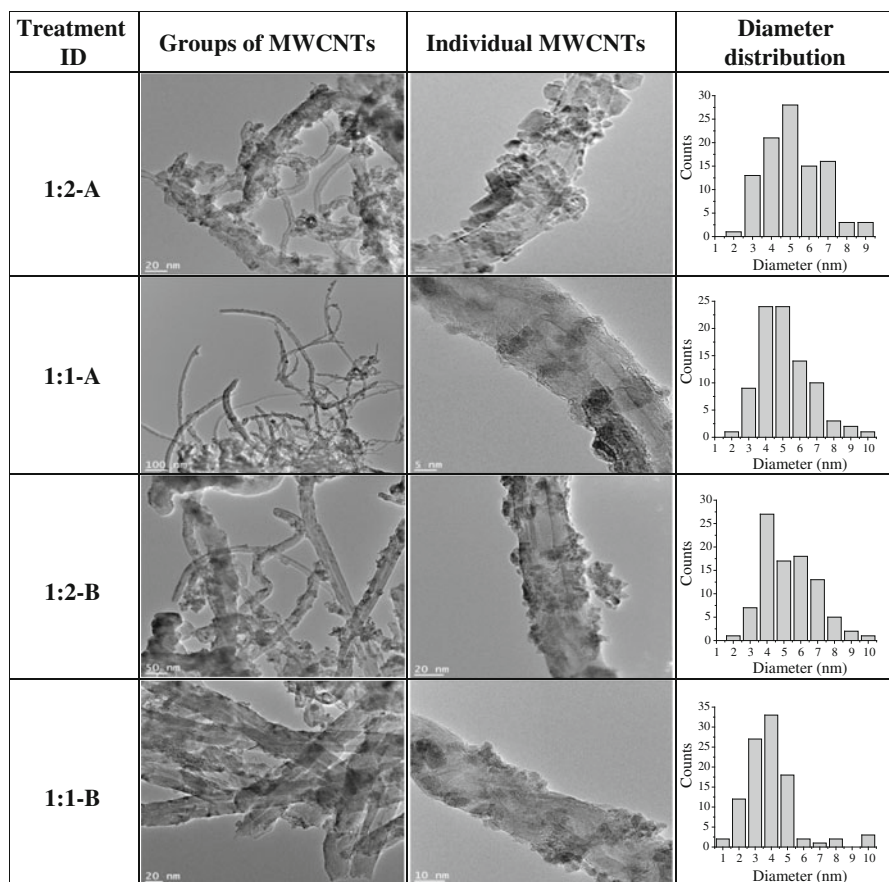 Treatment ID
Groups of MWCNTs
Individual MWCNTs
Diameter distribution
1:2-A
20 nm
30
25
20
15
10
5
0
Counts
1 2 3 4 5 6 7 8 9
Diameter (nm)
1:1-A
100 nm
5 nm
25
20
15
10
5
0
Counts
1 2 3 4 5 6 7 8 9 10
Diameter (nm)
1:2-B
50 nm
20 nm
30
25
20
15
10
5
0
Counts
1 2 3 4 5 6 7 8 9 10
Diameter (nm)
1:1-B
20 nm
10 nm
35
30
25
20
15
10
5
0
Counts
1 2 3 4 5 6 7 8 9 10
Diameter (nm)